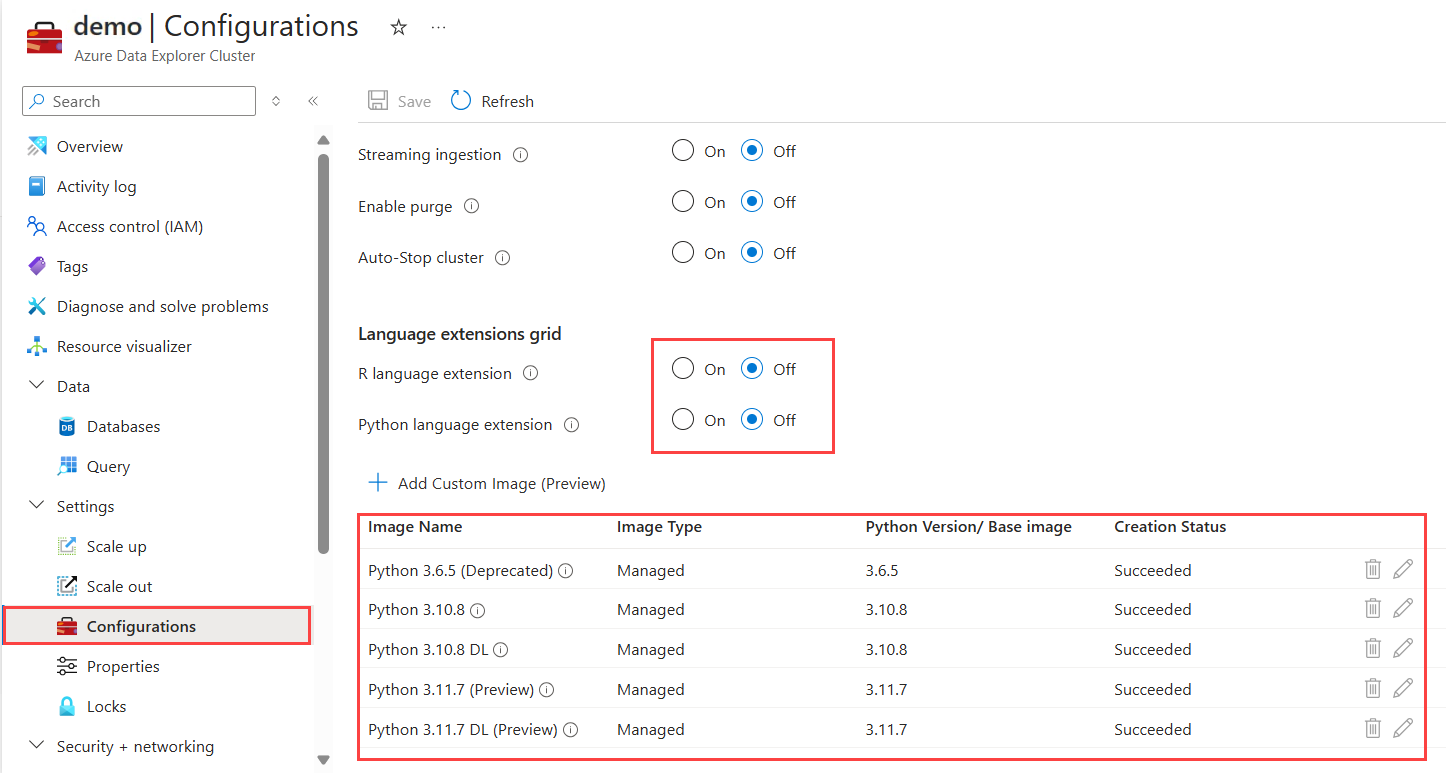 demo | Configurations
Azure Data Explorer Cluster
Search
Overview
Activity log
Access control (IAM)
Tags
Diagnose and solve problems
Resource visualizer
Data
Databases
Query
Settings
Scale up
Scale out
Configurations
Properties
Locks
Security + networking
Save Refresh
Streaming ingestion On Off
Enable purge On Off
Auto-Stop cluster On Off
Language extensions grid
R language extension On Off
Python language extension On Off
Add Custom Image (Preview)
Image Name Image Type Python Version/ Base image Creation Status
Python 3.6.5 (Deprecated) Managed 3.6.5 Succeeded
Python 3.10.8 Managed 3.10.8 Succeeded
Python 3.10.8 DL Managed 3.10.8 Succeeded
Python 3.11.7 (Preview) Managed 3.11.7 Succeeded
Python 3.11.7 DL (Preview) Managed 3.11.7 Succeeded